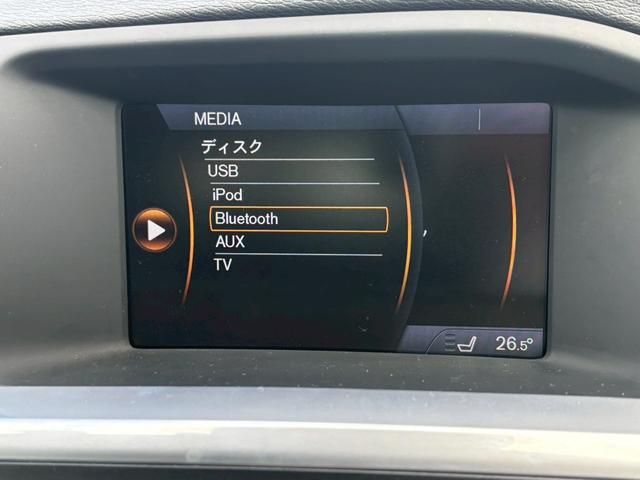 MEDIA
ディスク
USB
iPod
Bluetooth
AUX
TV
26.5°